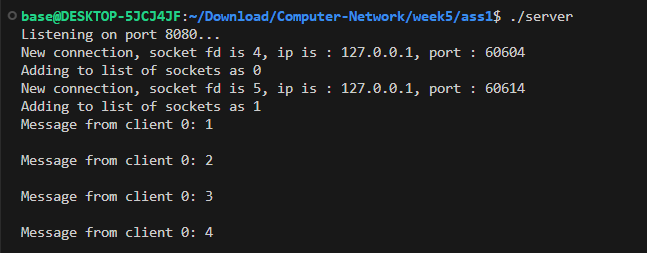 base@DESKTOP-5JCJ4JF:~/Download/Computer-Network/week5/ass1$ ./server
Listening on port 8080...
New connection, socket fd is 4, ip is : 127.0.0.1, port : 60604
Adding to list of sockets as 0
New connection, socket fd is 5, ip is : 127.0.0.1, port : 60614
Adding to list of sockets as 1
Message from client 0: 1
Message from client 0: 2
Message from client 0: 3
Message from client 0: 4